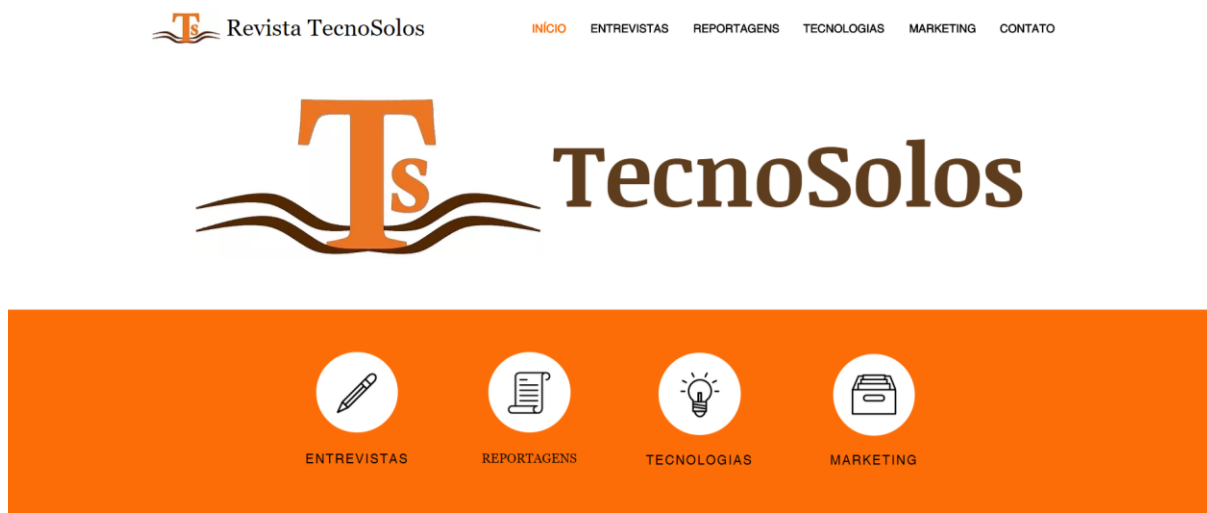 Ts Revista TecnoSolos INÍCIO ENTREVISTAS REPORTAGENS TECNOLOGIAS MARKETING CONTATO
Ts TecnoSolos
ENTREVISTAS REPORTAGENS TECNOLOGIAS MARKETING